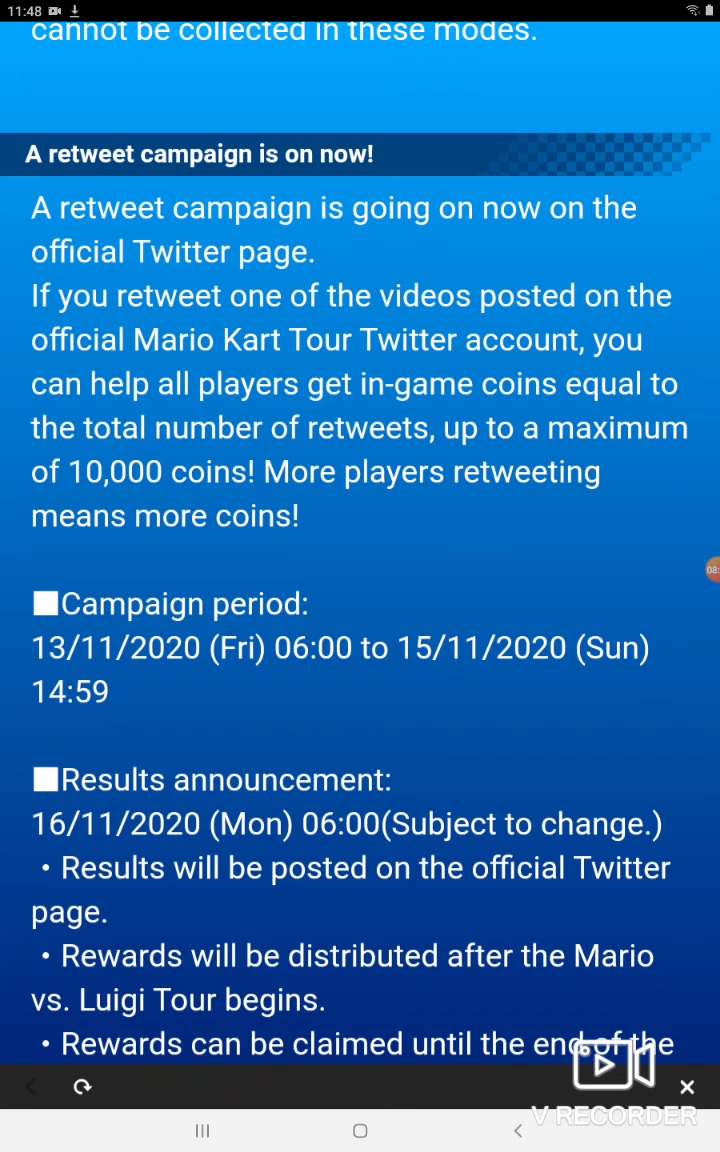 11:48
cannot be collected in these modes.
A retweet campaign is on now!
A retweet campaign is going on now on the
official Twitter page.
If you retweet one of the videos posted on the
official Mario Kart Tour Twitter account, you
can help all players get in-game coins equal to
the total number of retweets, up to a maximum
of 10,000 coins! More players retweeting
means more coins!
08:
■Campaign period:
13/11/2020 (Fri) 06:00 to 15/11/2020 (Sun)
14:59
■Results announcement:
16/11/2020 (Mon) 06:00(Subject to change.)
・Results will be posted on the official Twitter
page.
・Rewards will be distributed after the Mario
vs. Luigi Tour begins.
・Rewards can be claimed until the end of the
V RECORDER